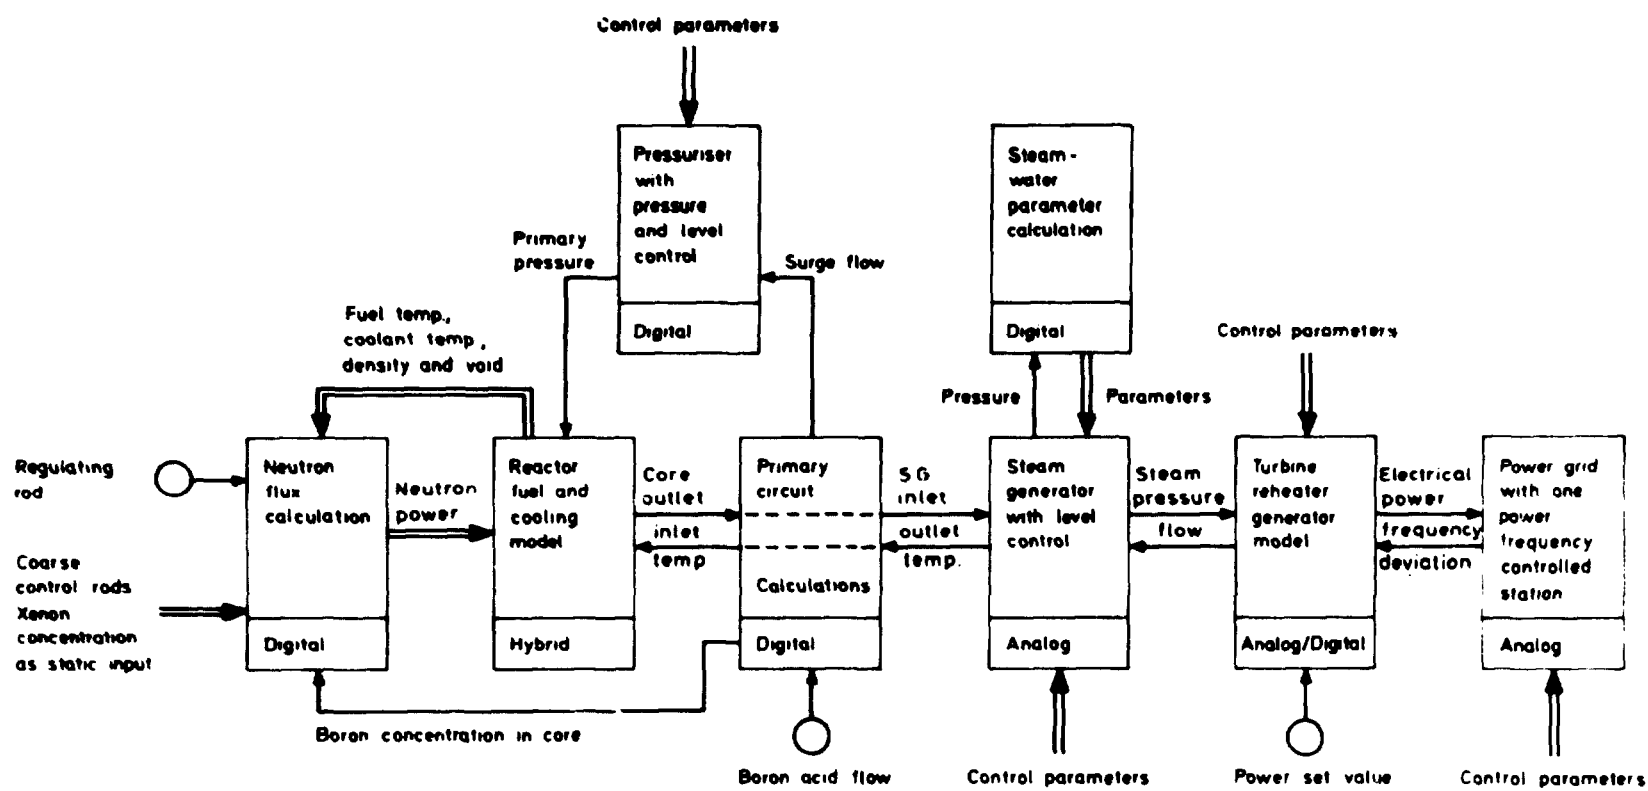 Control parameters
Pressuriser
with
pressure
and level
control
Digital
Steam-
water
parameter
calculation
Digital
Primary
pressure
Surge flow
Fuel temp.,
coolant temp,
density and void
Control parameters
Pressure
Parameters
Regulating
rod
Coarse
control rods
Xenon
concentration
as static input
Neutron
flux
calculation
Digital
Neutron
power
Reactor
fuel and
cooling
model
Hybrid
Core
outlet
inlet
temp
Primary
circuit
Calculations
Digital
SG
inlet
outlet
temp.
Steam
generator
with level
control
Analog
Steam
pressure
flow
Turbine
reheater
generator
model
Analog/Digital
Electrical
power
frequency
deviation
Power grid
with one
power
frequency
controlled
station
Analog
Boron concentration in core
Boron acid flow
Control parameters
Power set value
Control parameters